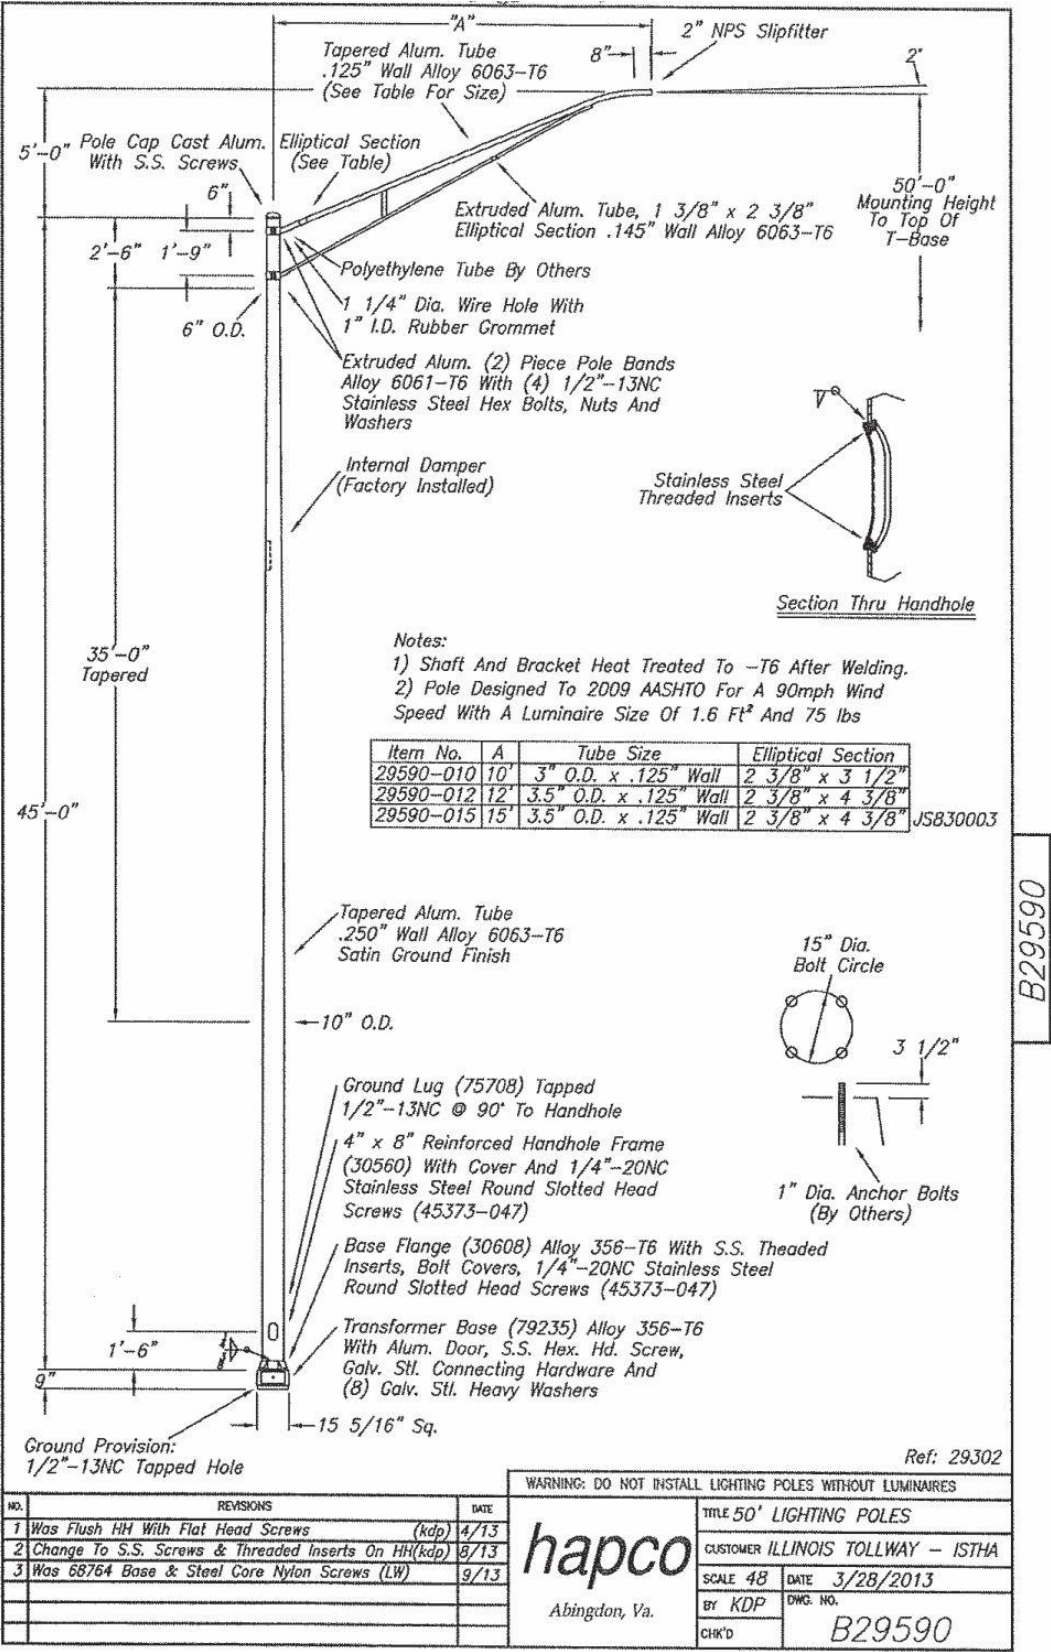 "A"
2" NPS Slipfitter
Tapered Alum. Tube
.125" Wall Alloy 6063-T6
(See Table For Size)
8"
2°
5'-0"
Pole Cap Cast Alum.
With S.S. Screws
Elliptical Section
(See Table)
6"
50'-0"
Mounting Height
To Top Of
T-Base
Extruded Alum. Tube, 1 3/8" x 2 3/8"
Elliptical Section .145" Wall Alloy 6063-T6
2'-6"
1'-9"
Polyethylene Tube By Others
6" O.D.
1 1/4" Dia. Wire Hole With
1" I.D. Rubber Grommet
Extruded Alum. (2) Piece Pole Bands
Alloy 6061-T6 With (4) 1/2"-13NC
Stainless Steel Hex Bolts, Nuts And
Washers
Internal Damper
(Factory Installed)
Stainless Steel
Threaded Inserts
Section Thru Handhole
Notes:
1) Shaft And Bracket Heat Treated To -T6 After Welding.
2) Pole Designed To 2009 AASHTO For A 90mph Wind
Speed With A Luminaire Size Of 1.6 Ft² And 75 lbs
35'-0"
Tapered
Item No. A Tube Size Elliptical Section
29590-010 10' 3" O.D. x .125" Wall 2 3/8" x 3 1/2"
29590-012 12' 3.5" O.D. x .125" Wall 2 3/8" x 4 3/8"
29590-015 15' 3.5" O.D. x .125" Wall 2 3/8" x 4 3/8" JS830003
45'-0"
B29590
Tapered Alum. Tube
.250" Wall Alloy 6063-T6
Satin Ground Finish
15" Dia.
Bolt Circle
10" O.D.
3 1/2"
Ground Lug (75708) Tapped
1/2"-13NC @ 90° To Handhole
4" x 8" Reinforced Handhole Frame
(30560) With Cover And 1/4"-20NC
Stainless Steel Round Slotted Head
Screws (45373-047)
1" Dia. Anchor Bolts
(By Others)
Base Flange (30608) Alloy 356-T6 With S.S. Theaded
Inserts, Bolt Covers, 1/4"-20NC Stainless Steel
Round Slotted Head Screws (45373-047)
Transformer Base (79235) Alloy 356-T6
With Alum. Door, S.S. Hex. Hd. Screw,
Galv. Stl. Connecting Hardware And
(8) Galv. Stl. Heavy Washers
1'-6"
9"
15 5/16" Sq.
Ground Provision:
1/2"-13NC Tapped Hole
Ref: 29302
WARNING: DO NOT INSTALL LIGHTING POLES WITHOUT LUMINAIRES
NO. REVISIONS DATE
1 Was Flush HH With Flat Head Screws (kdp) 4/13
2 Change To S.S. Screws & Threaded Inserts On HH(kdp) 8/13
3 Was 68764 Base & Steel Core Nylon Screws (LW) 9/13
hapco
Abingdon, Va.
TITLE 50' LIGHTING POLES
CUSTOMER ILLINOIS TOLLWAY - ISTHA
SCALE 48 DATE 3/28/2013
BY KDP DWG. NO.
CHK'D B29590